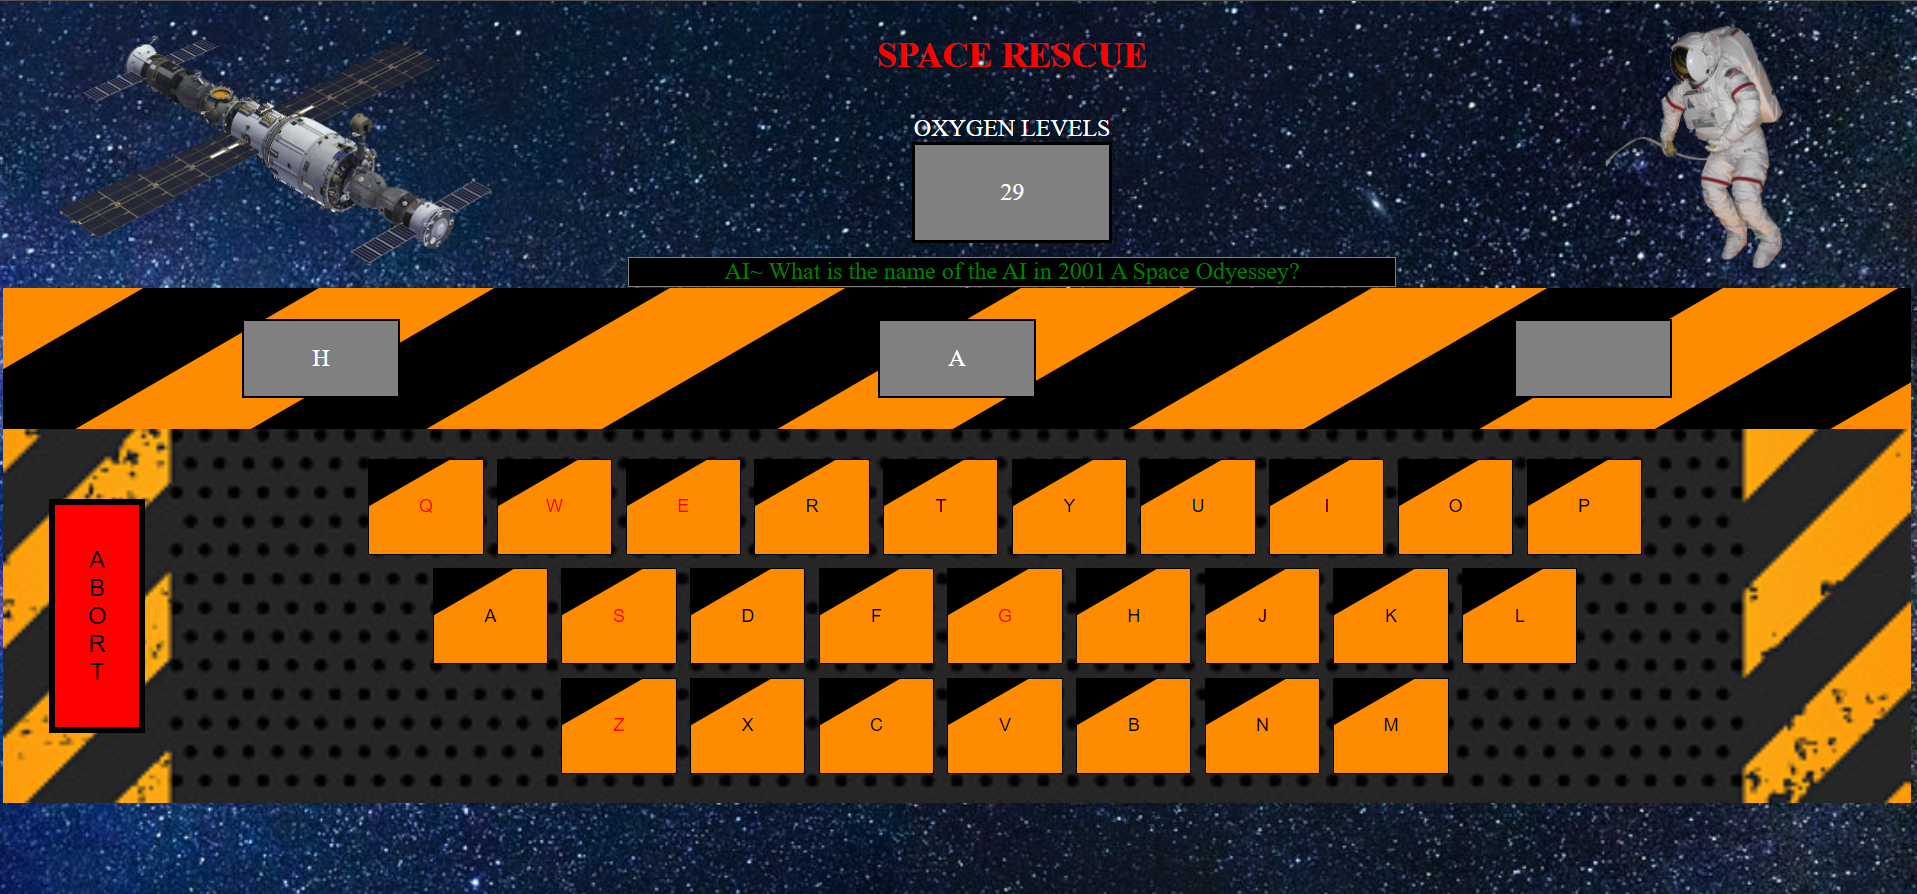 SPACE RESCUE
OXYGEN LEVELS
29
AI~ What is the name of the AI in 2001 A Space Odyessey?
H A
Q W E R T Y U I O P
A S D F G H J K L
Z X C V B N M
A
B
O
R
T